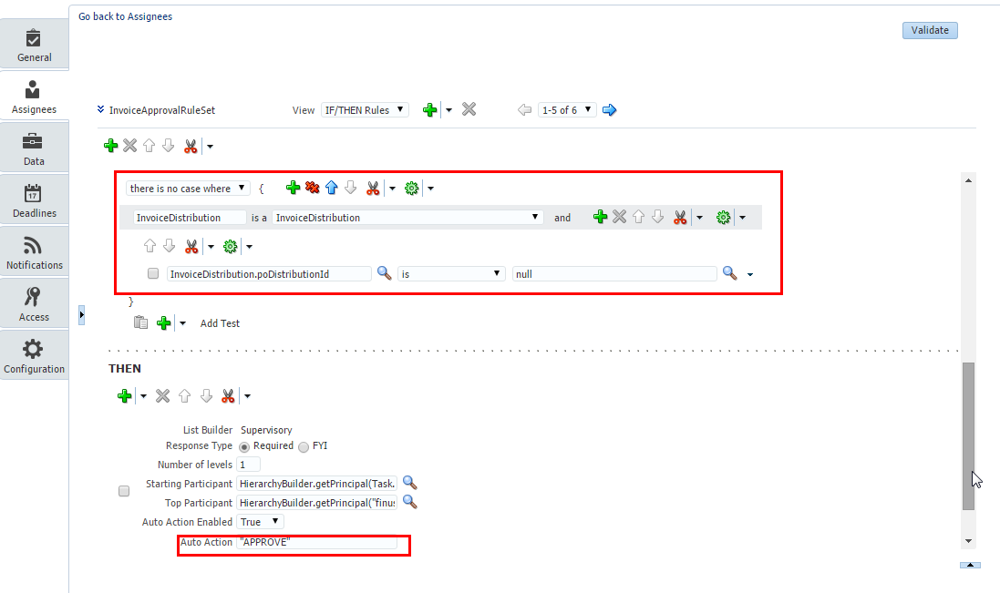 Go back to Assignees
Validate
General
Assignees
Data
17
Deadlines
Notifications
Access
Configuration
InvoiceApprovalRuleSet View IF/THEN Rules 1-5 of 6
there is no case where {
InvoiceDistribution is a InvoiceDistribution and
InvoiceDistribution.poDistributionId is null
}
Add Test
THEN
List Builder Supervisory
Response Type Required FYI
Number of levels 1
Starting Participant HierarchyBuilder.getPrincipal(Task.
Top Participant HierarchyBuilder.getPrincipal("finus
Auto Action Enabled True
Auto Action "APPROVE"